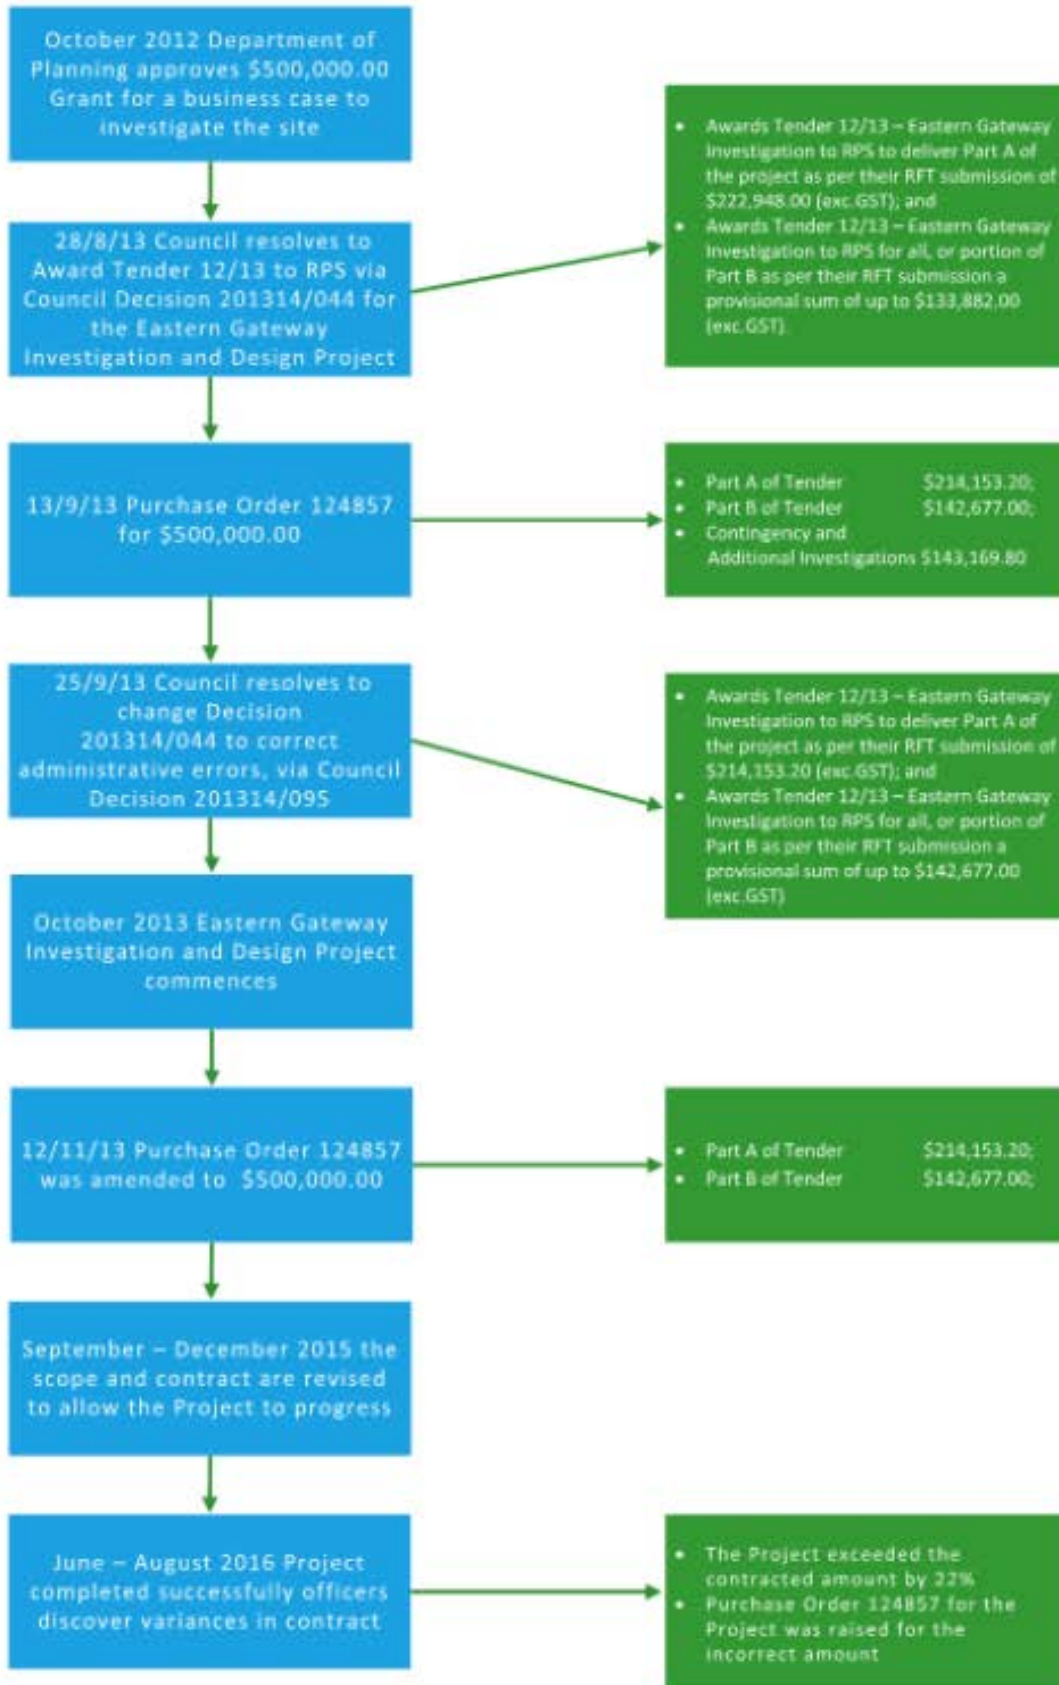 October 2012 Department of
Planning approves $500,000.00
Grant for a business case to
investigate the site
28/8/13 Council resolves to
Award Tender 12/13 to RPS via
Council Decision 201314/044 for
the Eastern Gateway
Investigation and Design Project
• Awards Tender 12/13 – Eastern Gateway
Investigation to RPS to deliver Part A of
the project as per their RFT submission of
$222,948.00 (exc.GST); and
• Awards Tender 12/13 – Eastern Gateway
Investigation to RPS for all, or portion of
Part B as per their RFT submission a
provisional sum of up to $133,882.00
(exc.GST).
13/9/13 Purchase Order 124857
for $500,000.00
• Part A of Tender $214,153.20;
• Part B of Tender $142,677.00;
• Contingency and
Additional Investigations $143,169.80
25/9/13 Council resolves to
change Decision
201314/044 to correct
administrative errors, via Council
Decision 201314/095
• Awards Tender 12/13 – Eastern Gateway
Investigation to RPS to deliver Part A of
the project as per their RFT submission of
$214,153.20 (exc.GST); and
• Awards Tender 12/13 – Eastern Gateway
Investigation to RPS for all, or portion of
Part B as per their RFT submission a
provisional sum of up to $142,677.00
(exc.GST)
October 2013 Eastern Gateway
Investigation and Design Project
commences
12/11/13 Purchase Order 124857
was amended to $500,000.00
• Part A of Tender $214,153.20;
• Part B of Tender $142,677.00;
September – December 2015 the
scope and contract are revised
to allow the Project to progress
June – August 2016 Project
completed successfully officers
discover variances in contract
• The Project exceeded the
contracted amount by 22%
• Purchase Order 124857 for the
Project was raised for the
incorrect amount